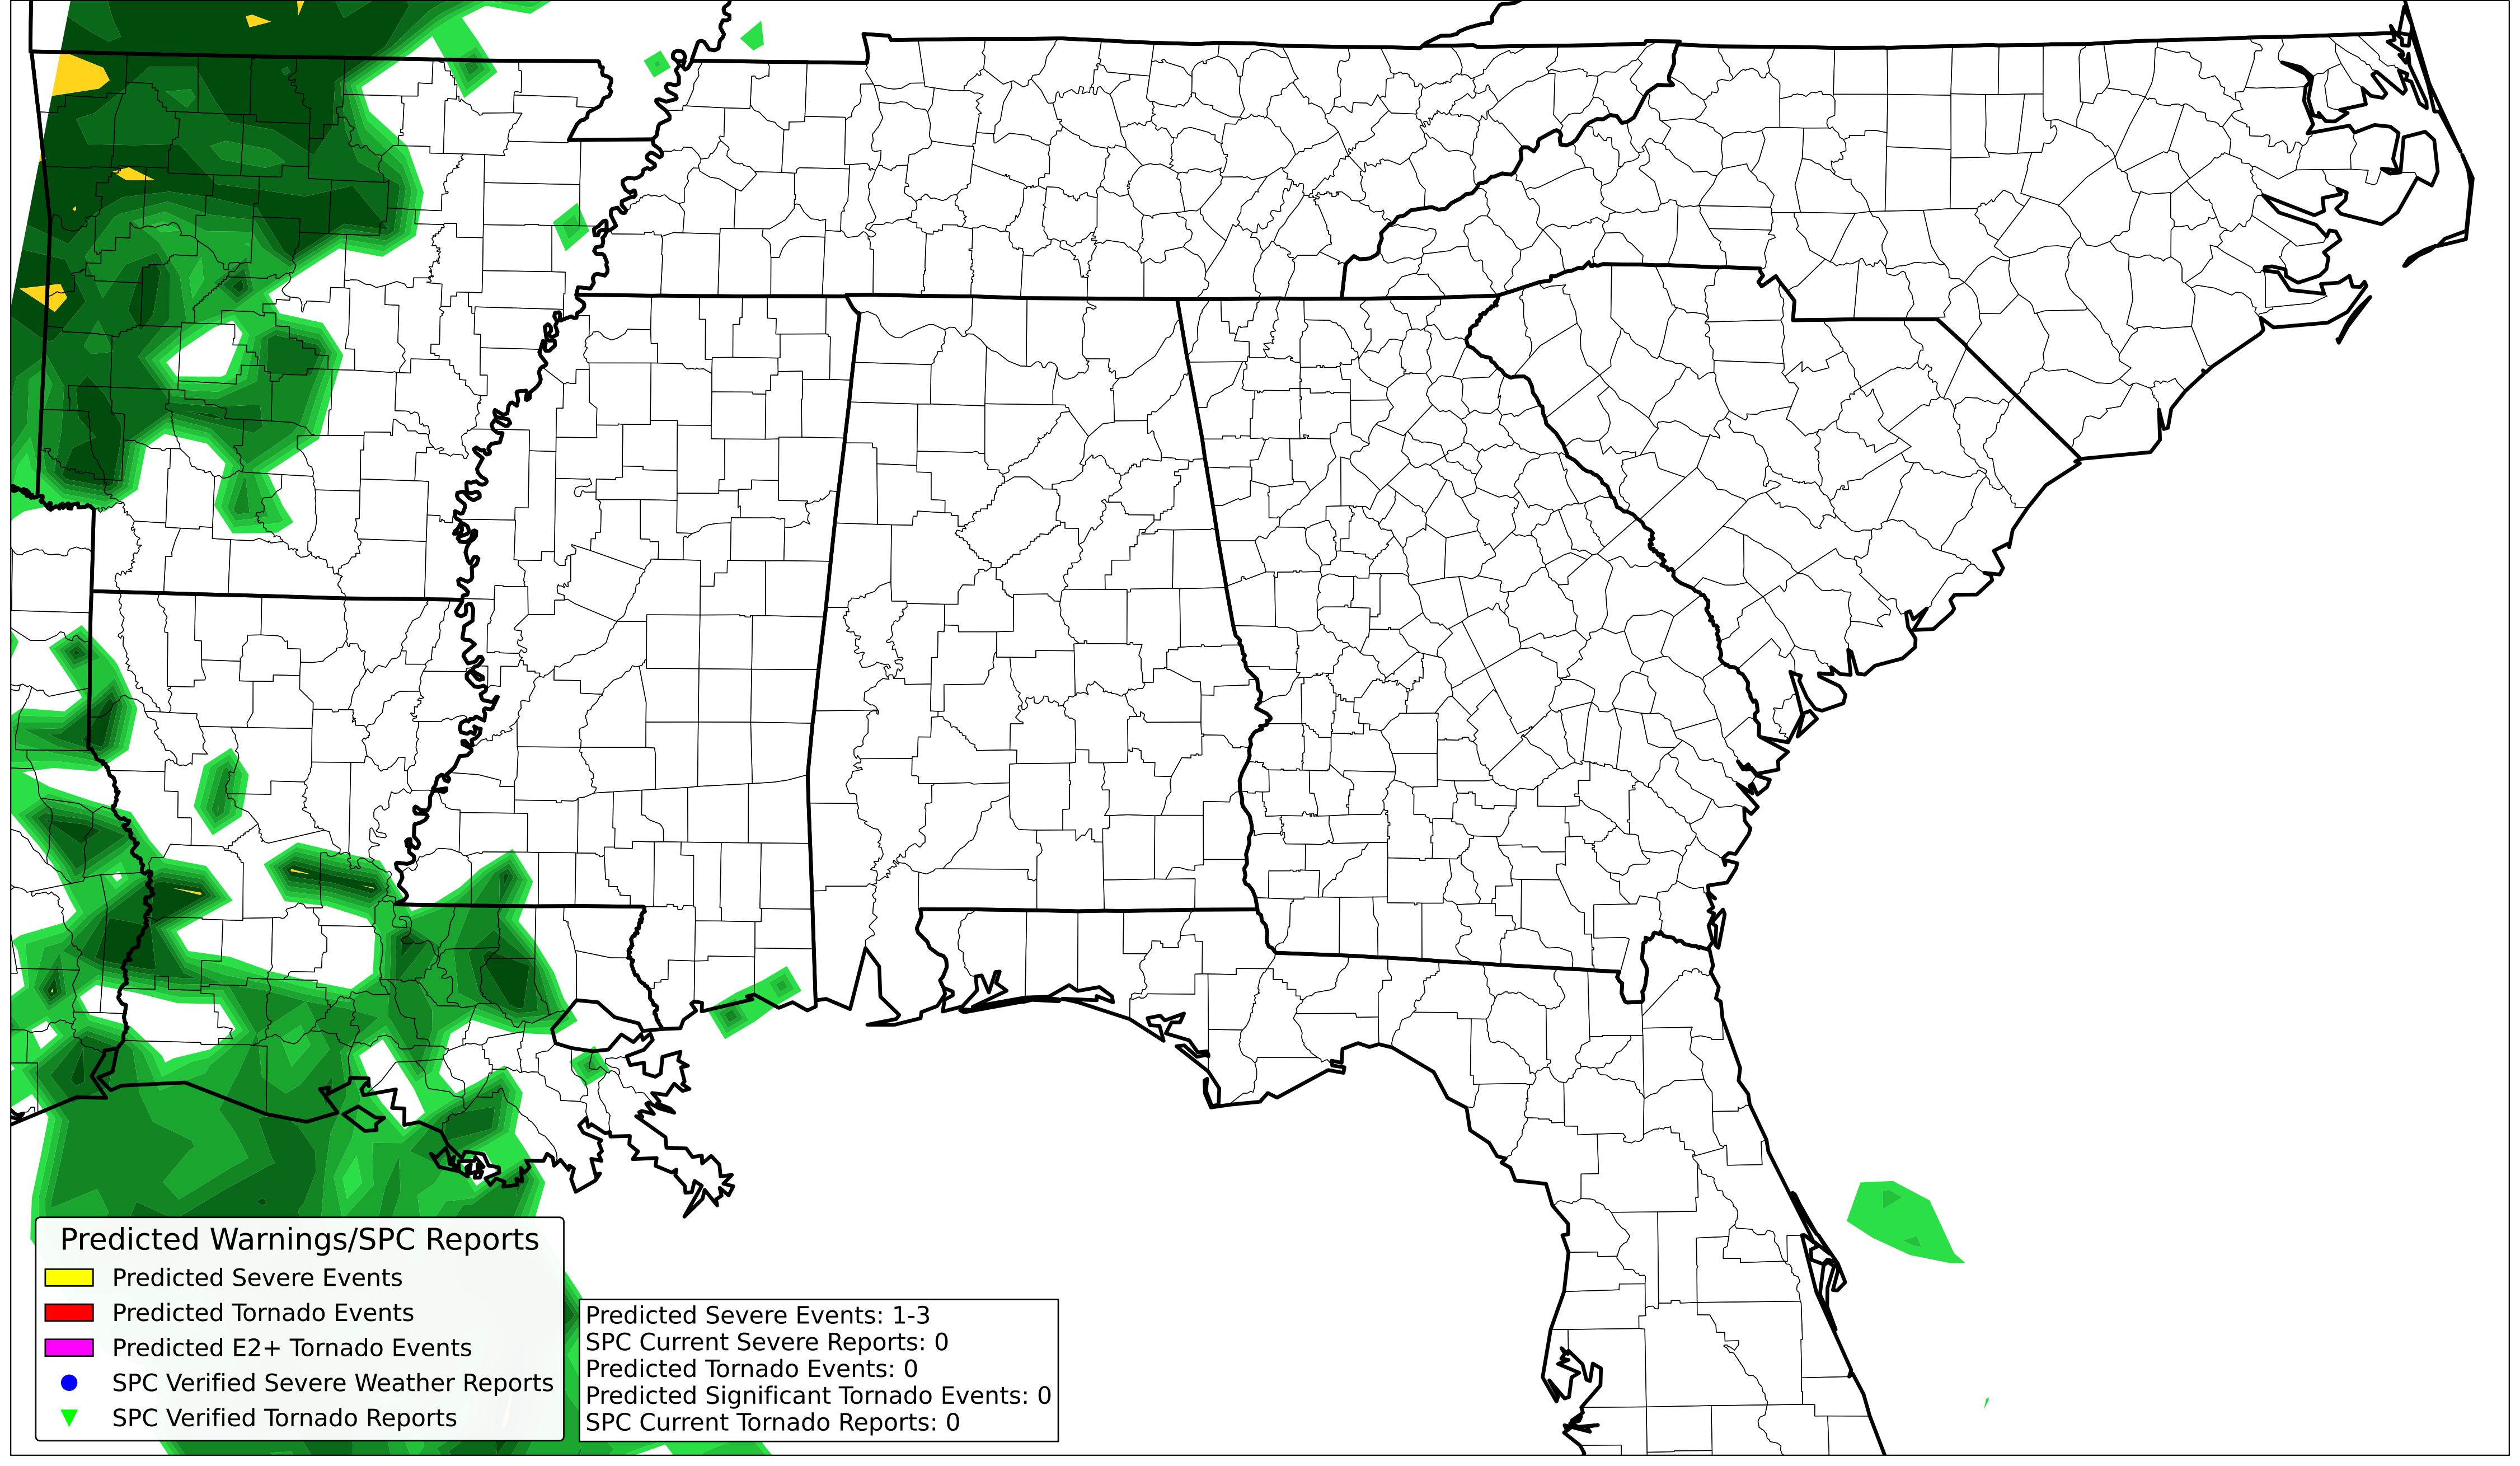 Predicted Warnings/SPC Reports
Predicted Severe Events
Predicted Tornado Events
Predicted E2+ Tornado Events
SPC Verified Severe Weather Reports
SPC Verified Tornado Reports
Predicted Severe Events: 1-3
SPC Current Severe Reports: 0
Predicted Tornado Events: 0
Predicted Significant Tornado Events: 0
SPC Current Tornado Reports: 0